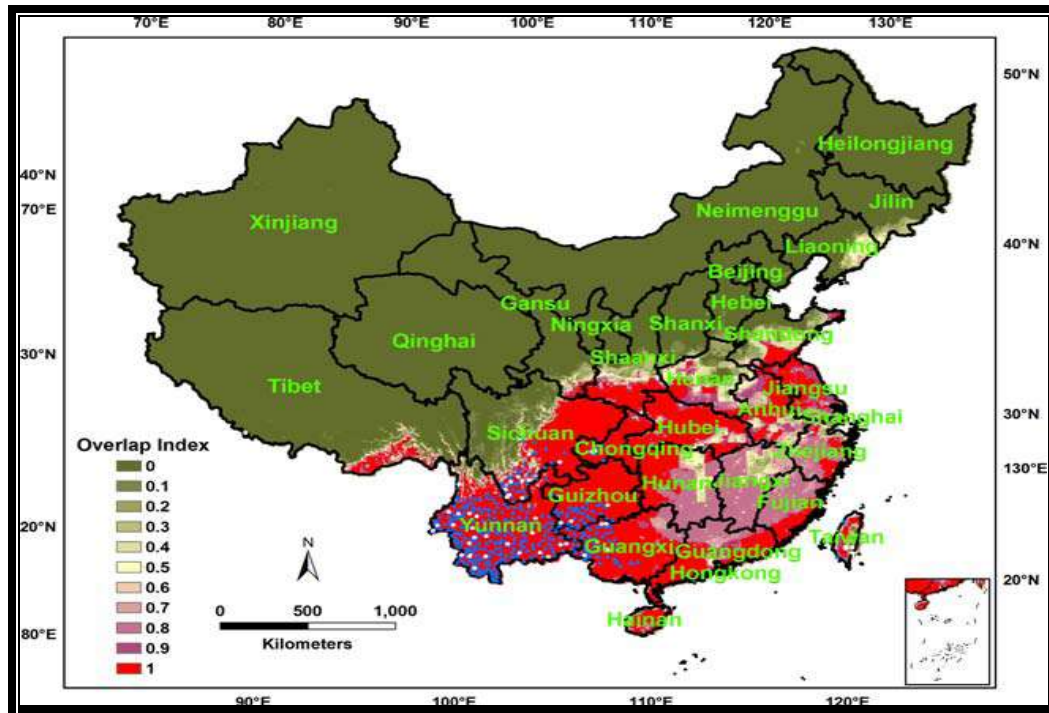 70°E 80°E 90°E 100°E 110°E 120°E 130°E
50°N
Heilongjiang
40°N
Jilin
70°E
Neimenggu
Xinjiang
Liaoning
40°N
Beijing
Gansu
Hebei
Ningxia
Shanxi
Qinghai
Shandong
30°N
Shaanxi
Henan
Tibet
Jiangsu
Anhui
Shanghai
30°N
Hubei
Sichuan
Overlap Index
Chongqing
Zhejiang
0
130°E
0.1
Hunan
Jiangxi
Guizhou
Fujian
0.2
20°N
Yunnan
0.3
Taiwan
Guangxi
N
Guangdong
0.4
Hongkong
0.5
20°N
0.6
0 500 1,000
Hainan
0.7
80°E
Kilometers
0.8
0.9
1
90°E 100°E 110°E 120°E